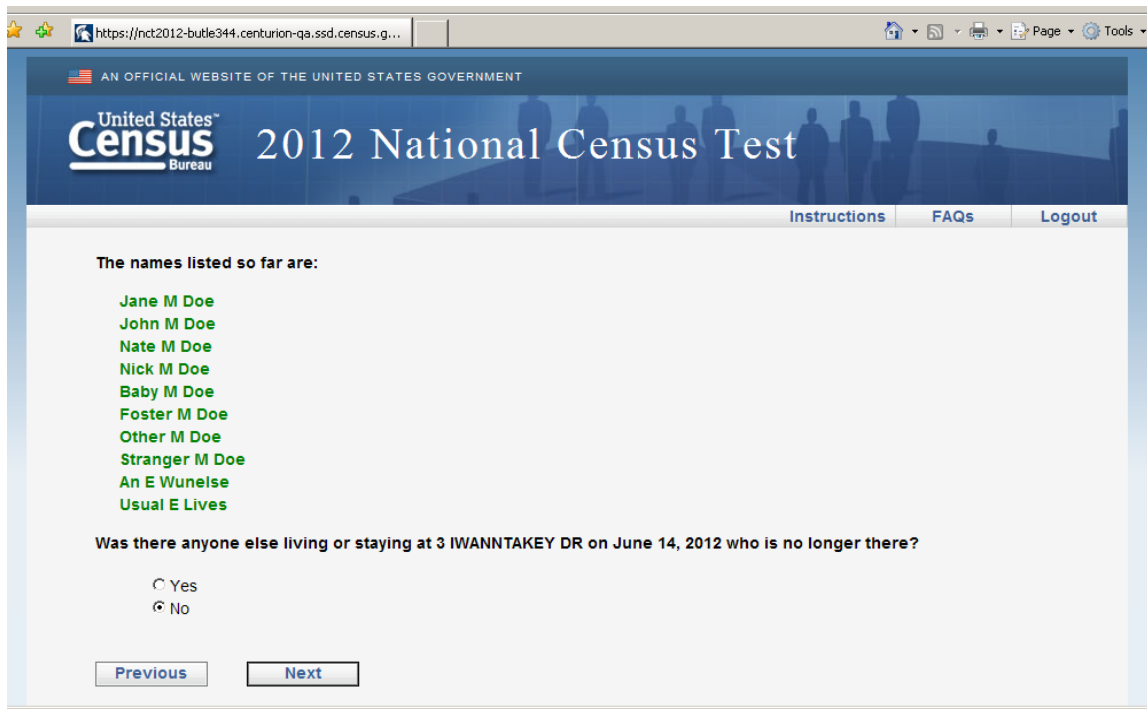 https://nct2012-butle344.centurion-qa.ssd.census.g...
Page
Tools
AN OFFICIAL WEBSITE OF THE UNITED STATES GOVERNMENT
United States™
Census
Bureau
2012 National Census Test
Instructions FAQs Logout
The names listed so far are:
Jane M Doe
John M Doe
Nate M Doe
Nick M Doe
Baby M Doe
Foster M Doe
Other M Doe
Stranger M Doe
An E Wunelse
Usual E Lives
Was there anyone else living or staying at 3 IWANNTAKEY DR on June 14, 2012 who is no longer there?
Yes
No
Previous Next